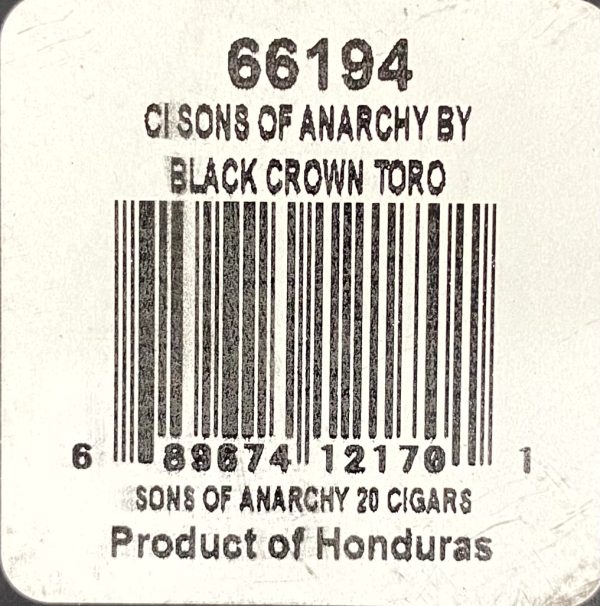 66194
CI SONS OF ANARCHY BY
BLACK CROWN TORO
6 89674 12170 1
SONS OF ANARCHY 20 CIGARS
Product of Honduras